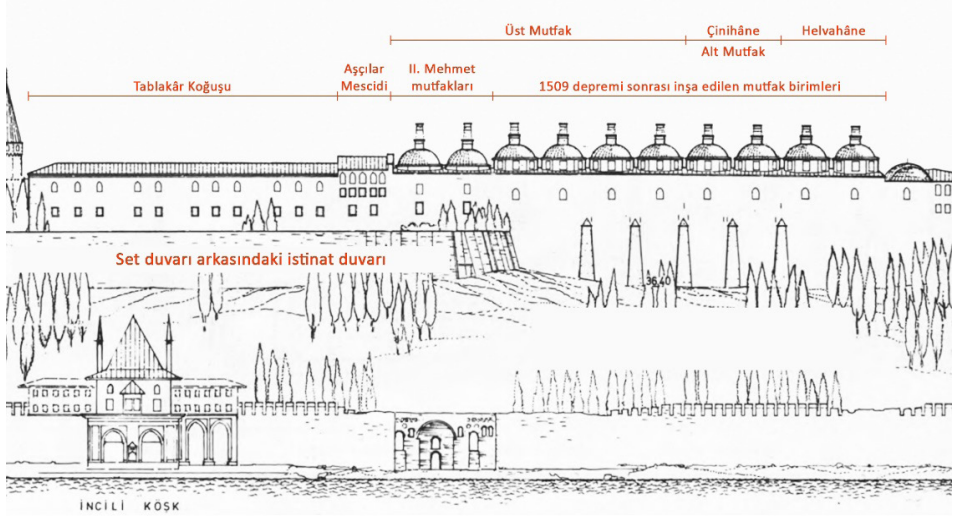 Üst Mutfak
Çinihâne
Helvahâne
Alt Mutfak
Tablakâr Koğuşu
Aşçılar
Mescidi
II. Mehmet
mutfakları
1509 depremi sonrası inşa edilen mutfak birimleri
Set duvarı arkasındaki istinat duvarı
36.40
İNCİLİ KÖŞK